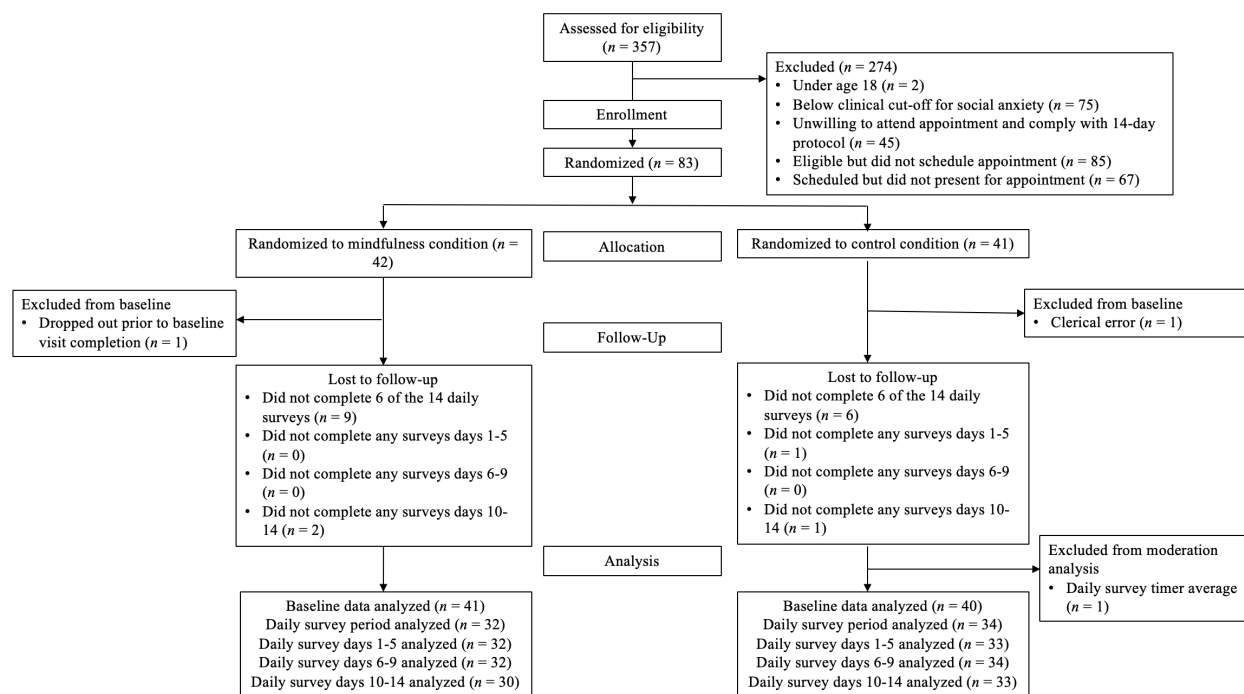 Assessed for eligibility
(n = 357)
Excluded (n = 274)
• Under age 18 (n = 2)
• Below clinical cut-off for social anxiety (n = 75)
• Unwilling to attend appointment and comply with 14-day
protocol (n = 45)
• Eligible but did not schedule appointment (n = 85)
• Scheduled but did not present for appointment (n = 67)
Enrollment
Randomized (n = 83)
Randomized to mindfulness condition (n =
42)
Allocation
Randomized to control condition (n = 41)
Excluded from baseline
• Dropped out prior to baseline
visit completion (n = 1)
Excluded from baseline
• Clerical error (n = 1)
Follow-Up
Lost to follow-up
• Did not complete 6 of the 14 daily
surveys (n = 9)
• Did not complete any surveys days 1-5
(n = 0)
• Did not complete any surveys days 6-9
(n = 0)
• Did not complete any surveys days 10-
14 (n = 2)
Lost to follow-up
• Did not complete 6 of the 14 daily
surveys (n = 6)
• Did not complete any surveys days 1-5
(n = 1)
• Did not complete any surveys days 6-9
(n = 0)
• Did not complete any surveys days 10-
14 (n = 1)
Analysis
Excluded from moderation
analysis
• Daily survey timer average
(n = 1)
Baseline data analyzed (n = 41)
Daily survey period analyzed (n = 32)
Daily survey days 1-5 analyzed (n = 32)
Daily survey days 6-9 analyzed (n = 32)
Daily survey days 10-14 analyzed (n = 30)
Baseline data analyzed (n = 40)
Daily survey period analyzed (n = 34)
Daily survey days 1-5 analyzed (n = 33)
Daily survey days 6-9 analyzed (n = 34)
Daily survey days 10-14 analyzed (n = 33)